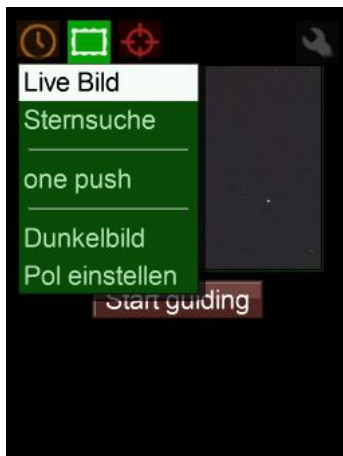 Live Bild
Sternsuche
one push
Dunkelbild
Pol einstellen
Start guiding